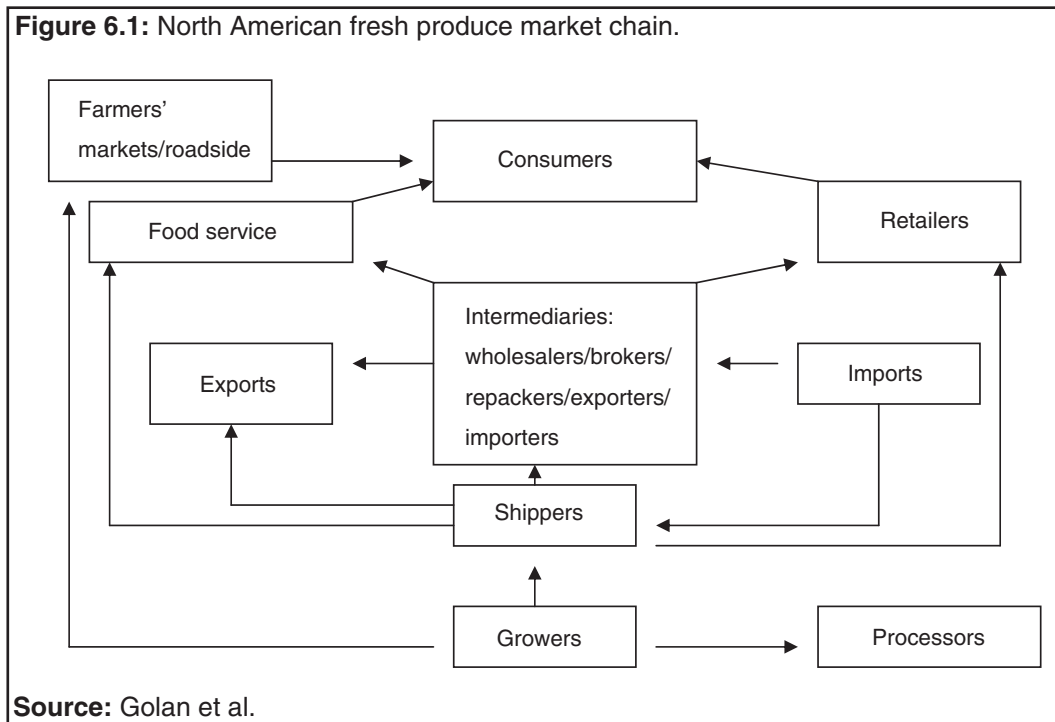 Figure 6.1: North American fresh produce market chain.
Farmers’
markets/roadside
Consumers
Retailers
Food service
Intermediaries:
wholesalers/brokers/
repackers/exporters/
importers
Exports
Imports
Shippers
Growers
Processors
Source: Golan et al.